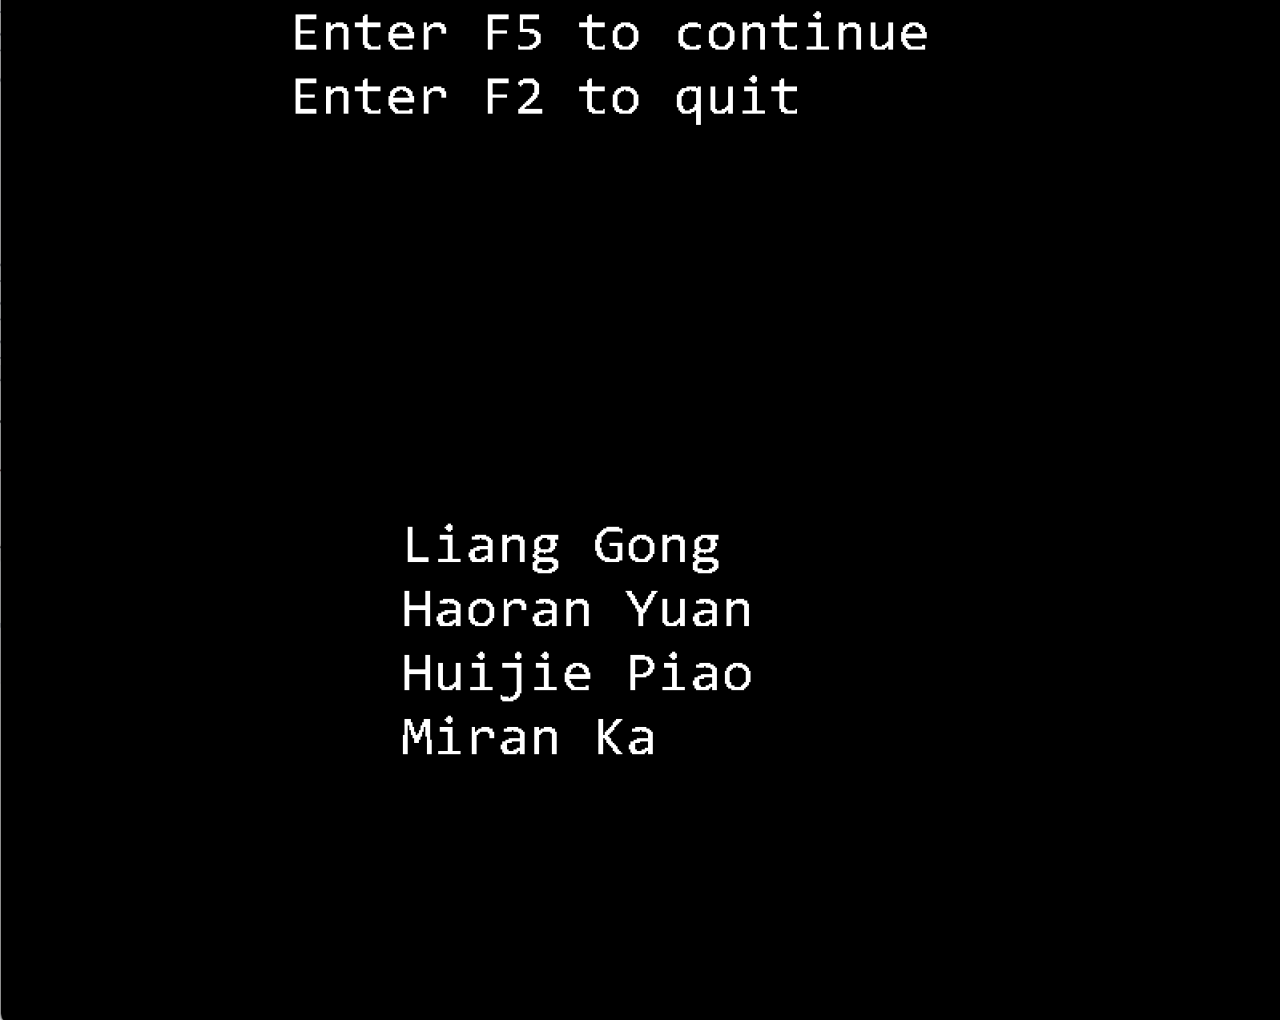 Enter F5 to continue
Enter F2 to quit
Liang Gong
Haoran Yuan
Huijie Piao
Miran Ka